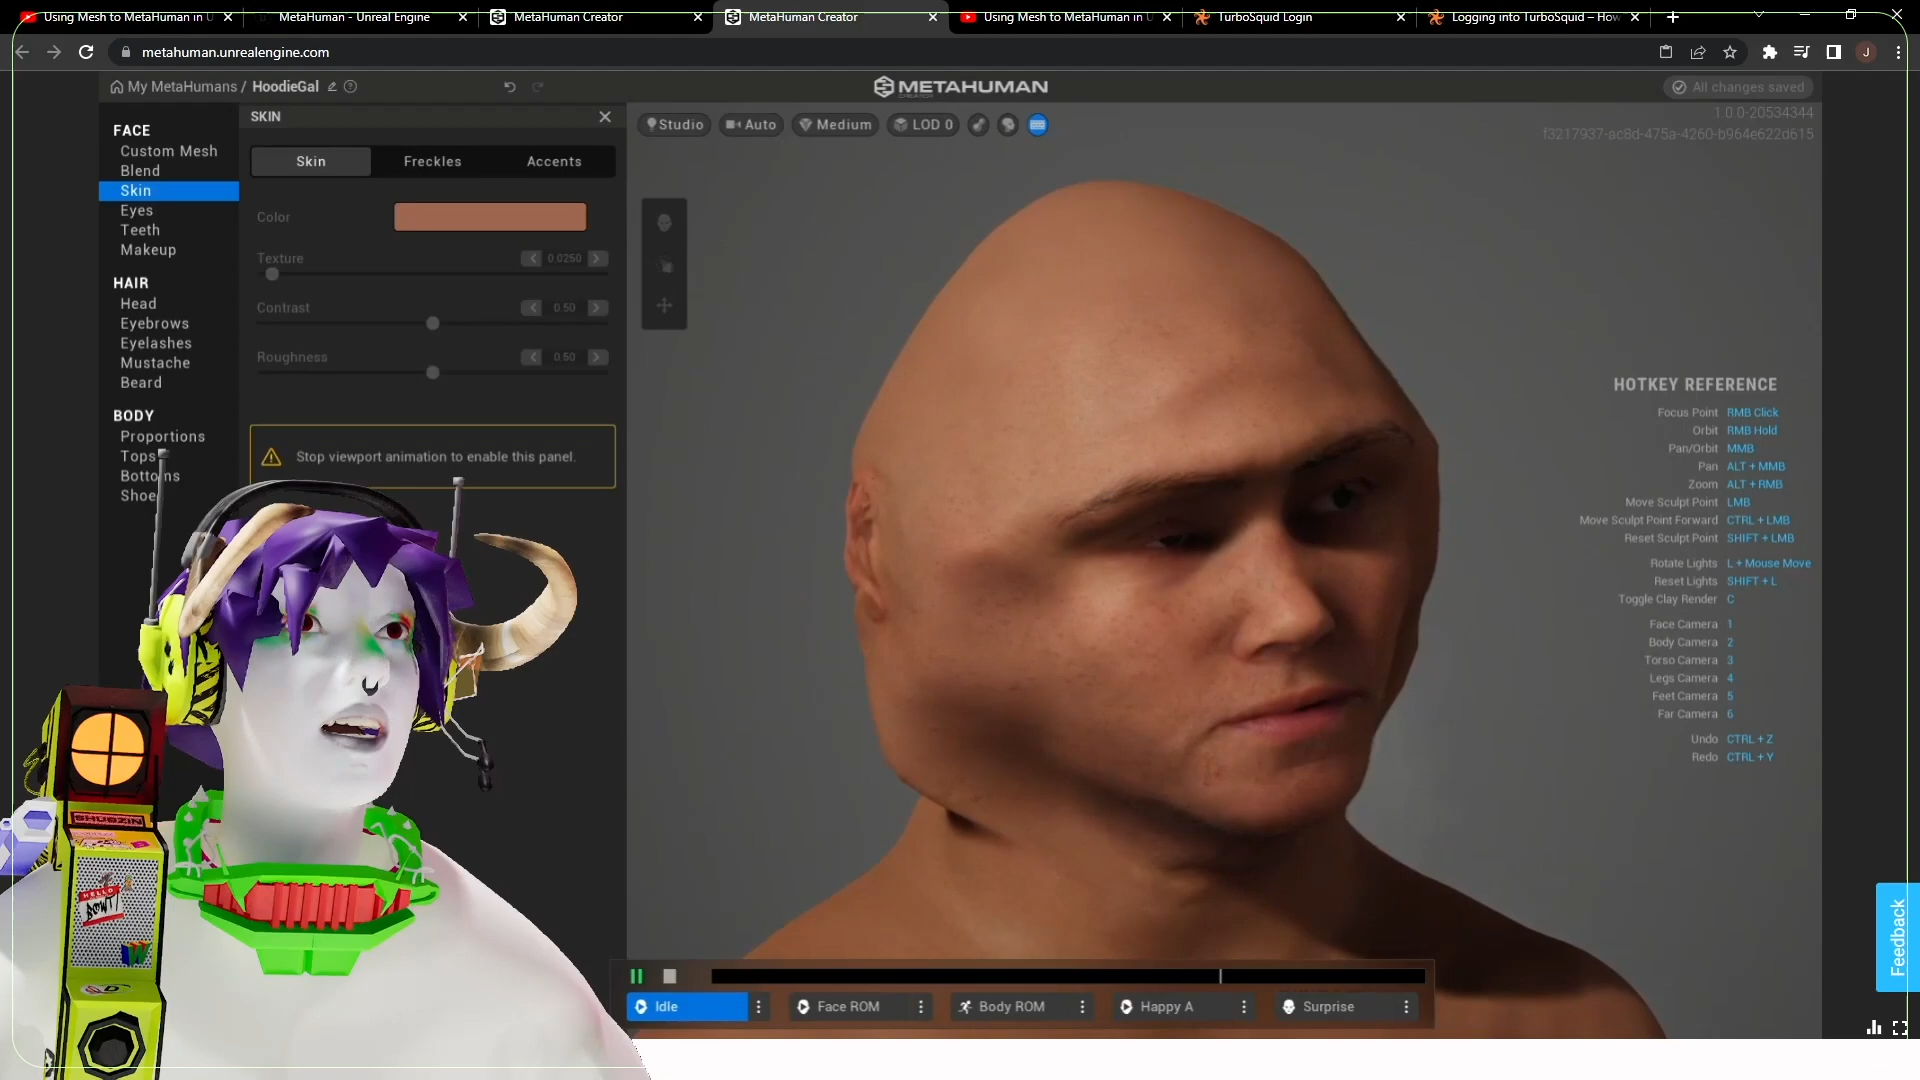 Using Mesh to MetaHuman in U
MetaHuman - Unreal Engine
MetaHuman Creator
MetaHuman Creator
Using Mesh to MetaHuman in U
TurboSquid Login
Logging into TurboSquid – How
metahuman.unrealengine.com
J
My MetaHumans / HoodieGal
METAHUMAN
CREATOR
All changes saved
1.0.0-20534344
f3217937-ac8d-475a-4260-b964e622d615
FACE
Custom Mesh
Blend
Skin
Eyes
Teeth
Makeup
HAIR
Head
Eyebrows
Eyelashes
Mustache
Beard
BODY
Proportions
Tops
Bottoms
Shoe
SKIN
Skin
Freckles
Accents
Color
Texture
0.0250
Contrast
0.50
Roughness
0.50
Stop viewport animation to enable this panel.
Studio
Auto
Medium
LOD 0
HOTKEY REFERENCE
Focus Point RMB Click
Orbit RMB Hold
Pan/Orbit MMB
Pan ALT + MMB
Zoom ALT + RMB
Move Sculpt Point LMB
Move Sculpt Point Forward CTRL + LMB
Reset Sculpt Point SHIFT + LMB
Rotate Lights L + Mouse Move
Reset Lights SHIFT + L
Toggle Clay Render C
Face Camera 1
Body Camera 2
Torso Camera 3
Legs Camera 4
Feet Camera 5
Far Camera 6
Undo CTRL + Z
Redo CTRL + Y
Feedback
Idle
Face ROM
Body ROM
Happy A
Surprise
HELLO